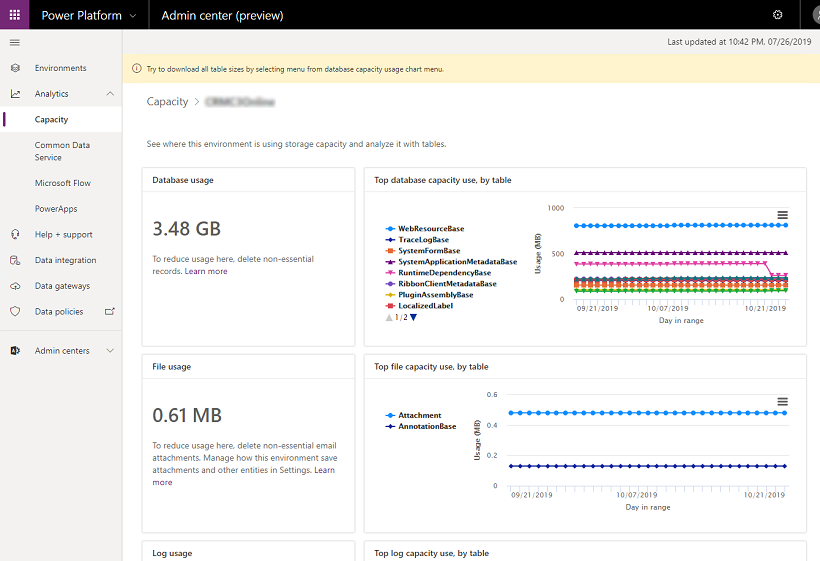 Power Platform
Admin center (preview)
Last updated at 10:42 PM, 07/26/2019
Environments
Analytics
Capacity
Common Data
Service
Microsoft Flow
PowerApps
Help + support
Data integration
Data gateways
Data policies
Admin centers
Try to download all table sizes by selecting menu from database capacity usage chart menu.
Capacity >
See where this environment is using storage capacity and analyze it with tables.
Database usage
3.48 GB
To reduce usage here, delete non-essential
records. Learn more
Top database capacity use, by table
WebResourceBase
TraceLogBase
SystemFormBase
SystemApplicationMetadataBase
RuntimeDependencyBase
RibbonClientMetadataBase
PluginAssemblyBase
LocalizedLabel
1/2
Usage (MB)
1000
500
0
09/21/2019 10/07/2019 10/21/2019
Day in range
File usage
0.61 MB
To reduce usage here, delete non-essential email
attachments. Manage how this environment save
attachments and other entities in Settings. Learn
more
Top file capacity use, by table
Attachment
AnnotationBase
Usage (MB)
0.6
0.4
0.2
0
09/21/2019 10/07/2019 10/21/2019
Day in range
Log usage
Top log capacity use, by table